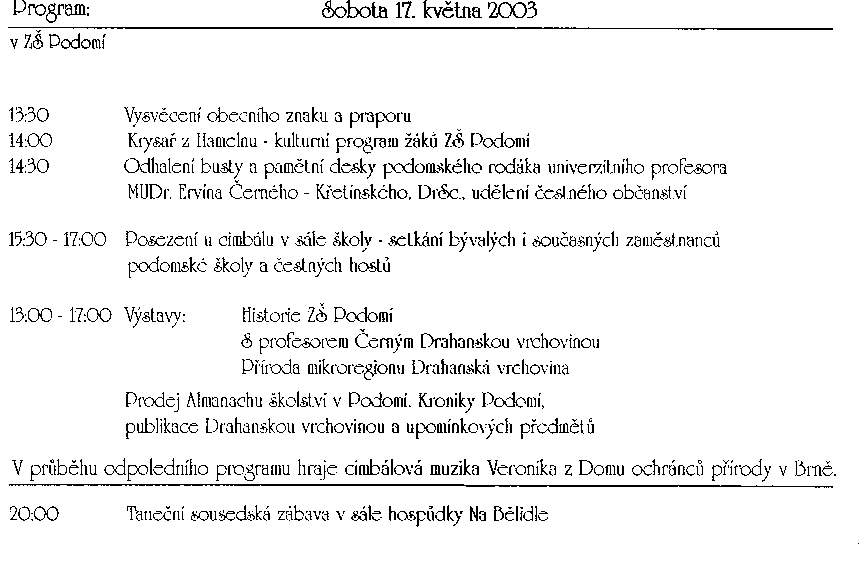 Program: Sobota 17. května 2003
v ZŠ Podomí
13:30 Vysvěcení obecního znaku a praporu
14:00 Krysař z Hamelnu - kulturní program žáků ZŠ Podomí
14:30 Odhalení busty a pamětní desky podomského rodáka univerzitního profesora
MUDr. Ervína Černého - Křetínského, DrSc., udělení čestného občanství
15:30 - 17:00 Posezení u cimbálu v sále školy - setkání bývalých i současných zaměstnanců
podomské školy a čestných hostů
13:00 - 17:00 Výstavy: Historie ZŠ Podomí
S profesorem Černým Drahanskou vrchovinou
Příroda mikroregionu Drahanská vrchovina
Prodej Almanachu školství v Podomí, Kroniky Podomí,
publikace Drahanskou vrchovinou a upomínkových předmětů
V průběhu odpoledního programu hraje cimbálová muzika Veronika z Domu ochránců přírody v Brně.
20:00 Taneční sousedská zábava v sále hospůdky Na Bělidle